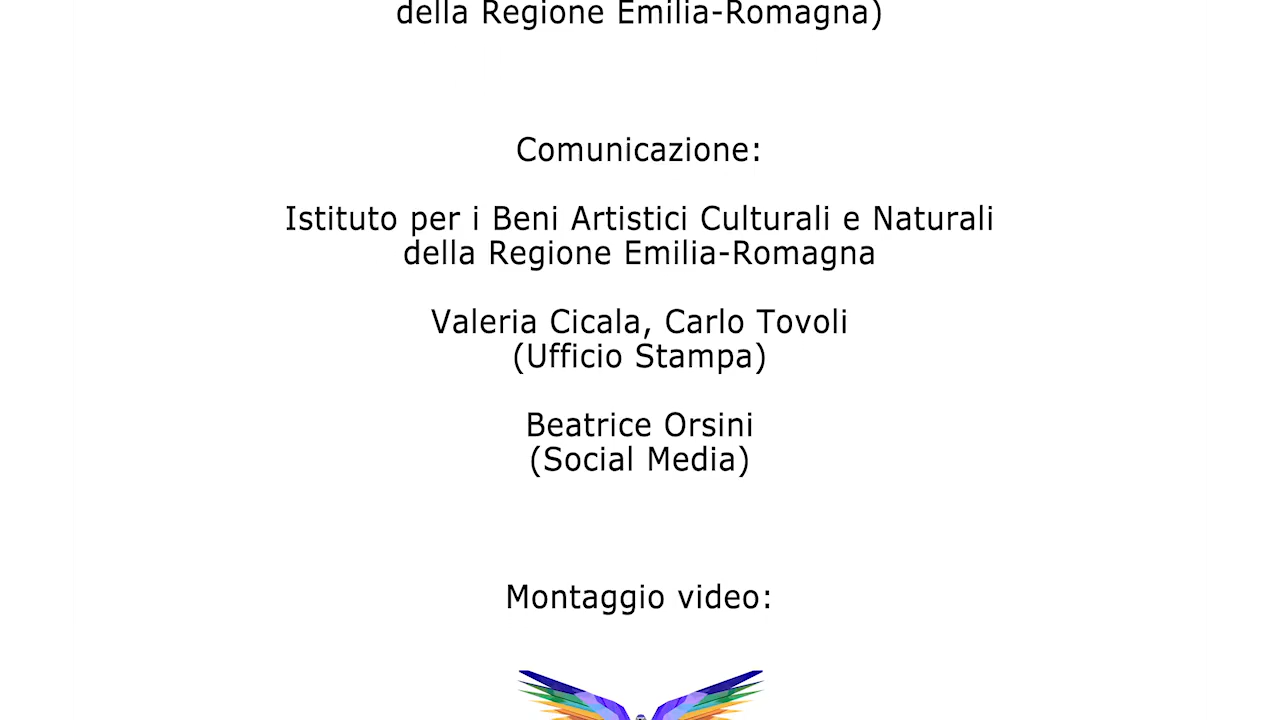 della Regione Emilia-Romagna)
Comunicazione:
Istituto per i Beni Artistici Culturali e Naturali
della Regione Emilia-Romagna
Valeria Cicala, Carlo Tovoli
(Ufficio Stampa)
Beatrice Orsini
(Social Media)
Montaggio video: